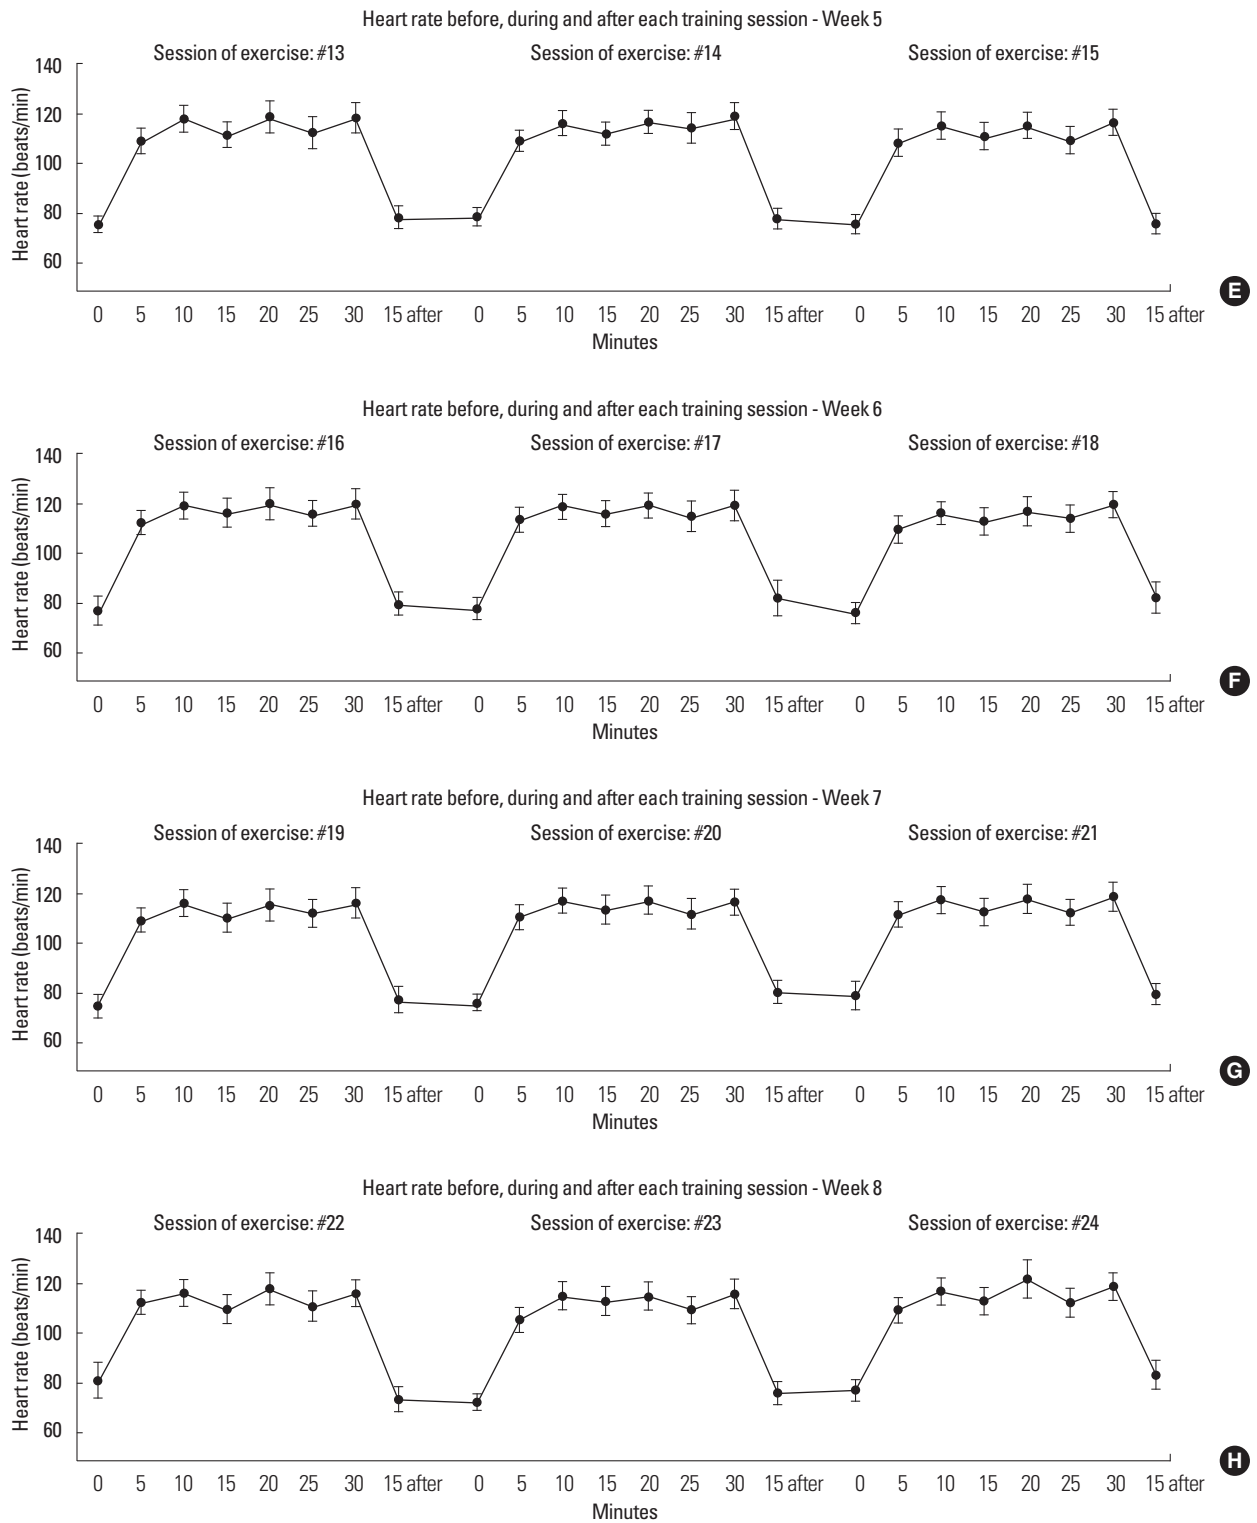 Heart rate before, during and after each training session - Week 5
Session of exercise: #13 Session of exercise: #14 Session of exercise: #15
140
120
100
80
60
Heart rate (beats/min)
0 5 10 15 20 25 30 15 after 0 5 10 15 20 25 30 15 after 0 5 10 15 20 25 30 15 after
Minutes
E
Heart rate before, during and after each training session - Week 6
Session of exercise: #16 Session of exercise: #17 Session of exercise: #18
140
120
100
80
60
Heart rate (beats/min)
0 5 10 15 20 25 30 15 after 0 5 10 15 20 25 30 15 after 0 5 10 15 20 25 30 15 after
Minutes
F
Heart rate before, during and after each training session - Week 7
Session of exercise: #19 Session of exercise: #20 Session of exercise: #21
140
120
100
80
60
Heart rate (beats/min)
0 5 10 15 20 25 30 15 after 0 5 10 15 20 25 30 15 after 0 5 10 15 20 25 30 15 after
Minutes
G
Heart rate before, during and after each training session - Week 8
Session of exercise: #22 Session of exercise: #23 Session of exercise: #24
140
120
100
80
60
Heart rate (beats/min)
0 5 10 15 20 25 30 15 after 0 5 10 15 20 25 30 15 after 0 5 10 15 20 25 30 15 after
Minutes
H